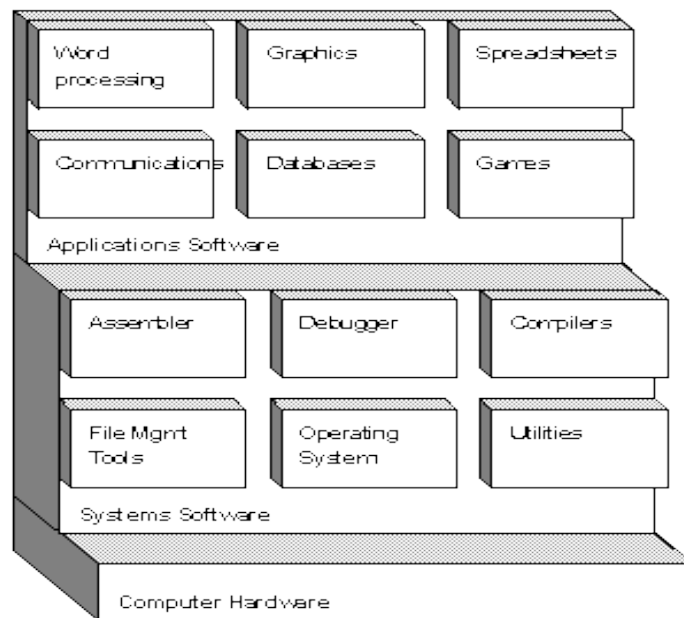 Word
processing
Graphics
Spreadsheets
Communications
Databases
Games
Applications Software
Assembler
Debugger
Compilers
File Mgmt
Tools
Operating
System
Utilities
Systems Software
Computer Hardware